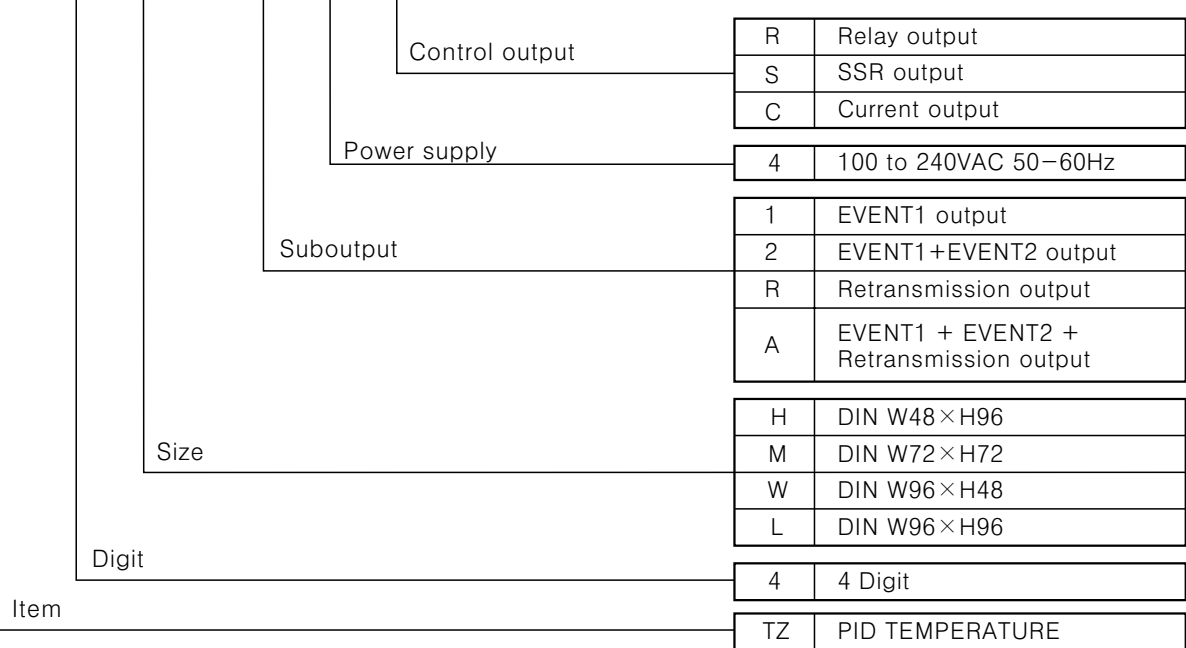 Control output
R Relay output
S SSR output
C Current output
Power supply
4 100 to 240VAC 50-60Hz
Suboutput
1 EVENT1 output
2 EVENT1+EVENT2 output
R Retransmission output
A EVENT1 + EVENT2 +
Retransmission output
Size
H DIN W48×H96
M DIN W72×H72
W DIN W96×H48
L DIN W96×H96
Digit
4 4 Digit
Item
TZ PID TEMPERATURE